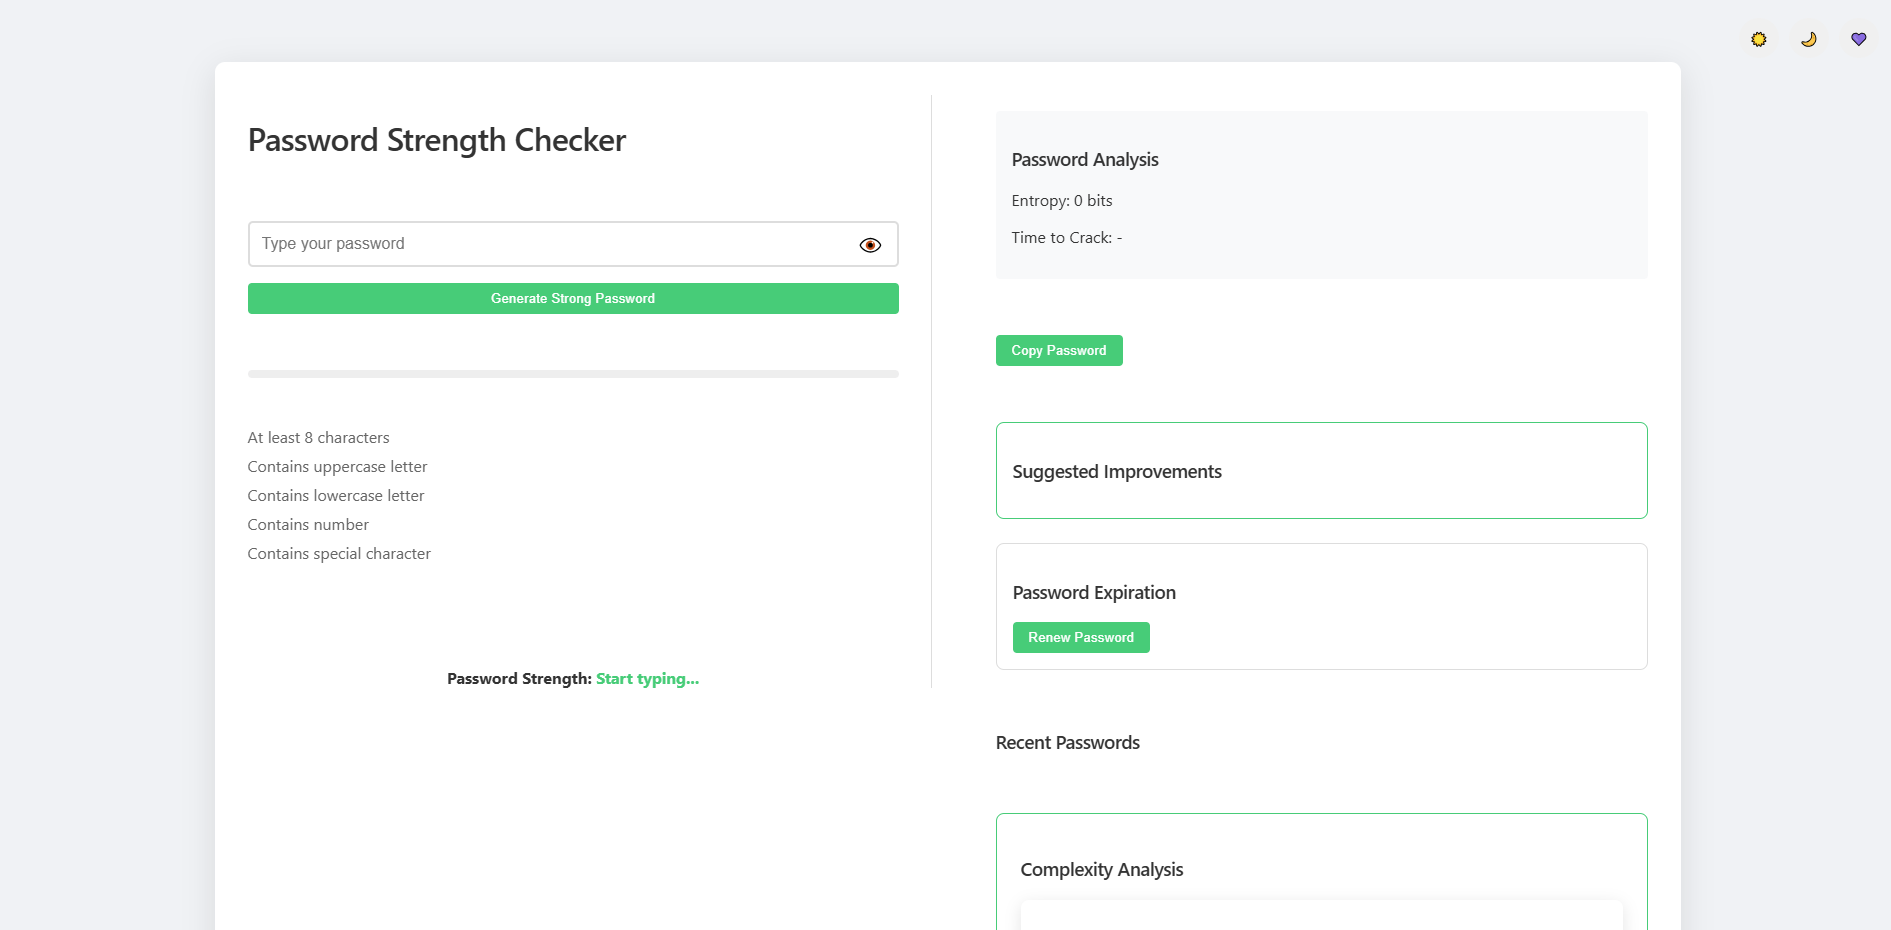 Password Strength Checker
Type your password
Generate Strong Password
At least 8 characters
Contains uppercase letter
Contains lowercase letter
Contains number
Contains special character
Password Strength: Start typing...
Password Analysis
Entropy: 0 bits
Time to Crack: -
Copy Password
Suggested Improvements
Password Expiration
Renew Password
Recent Passwords
Complexity Analysis